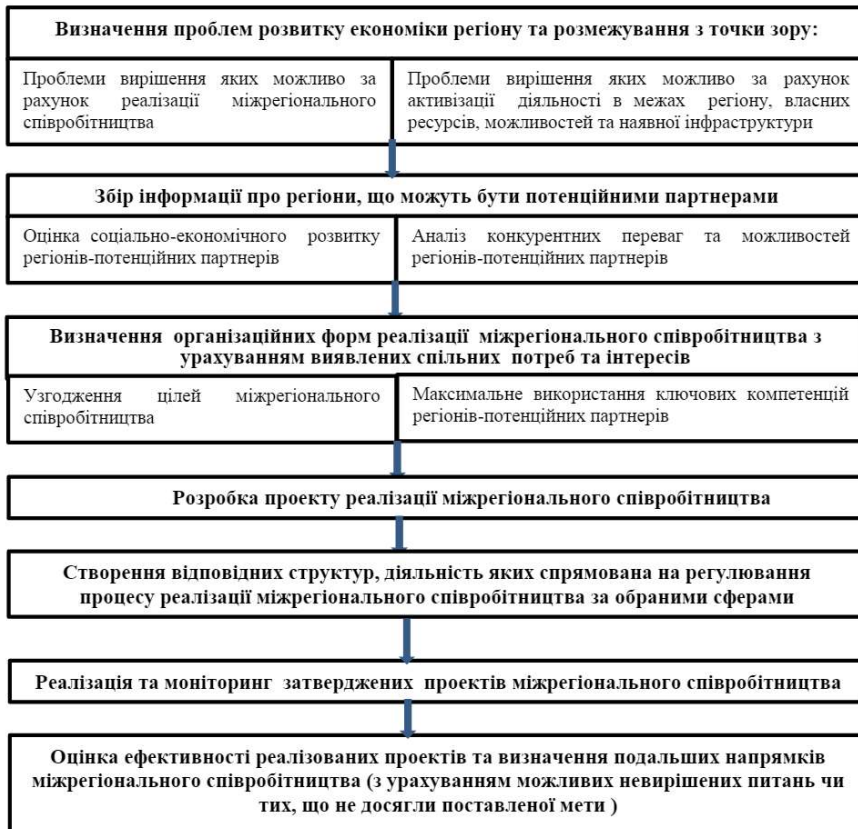 Визначення проблем розвитку економіки регіону та розмежування з точки зору:
Проблеми вирішення яких можливо за
рахунок реалізації міжрегіонального
співробітництва
Проблеми вирішення яких можливо за рахунок
активізації діяльності в межах регіону, власних
ресурсів, можливостей та наявної інфраструктури
Збір інформації про регіони, що можуть бути потенційними партнерами
Оцінка соціально-економічного розвитку
регіонів-потенційних партнерів
Аналіз конкурентних переваг та можливостей
регіонів-потенційних партнерів
Визначення організаційних форм реалізації міжрегіонального співробітництва з
урахуванням виявлених спільних потреб та інтересів
Узгодження цілей міжрегіонального
співробітництва
Максимальне використання ключових компетенцій
регіонів-потенційних партнерів
Розробка проекту реалізації міжрегіонального співробітництва
Створення відповідних структур, діяльність яких спрямована на регулювання
процесу реалізації міжрегіонального співробітництва за обраними сферами
Реалізація та моніторинг затверджених проектів міжрегіонального співробітництва
Оцінка ефективності реалізованих проектів та визначення подальших напрямків
міжрегіонального співробітництва (з урахуванням можливих невирішених питань чи
тих, що не досягли поставленої мети )